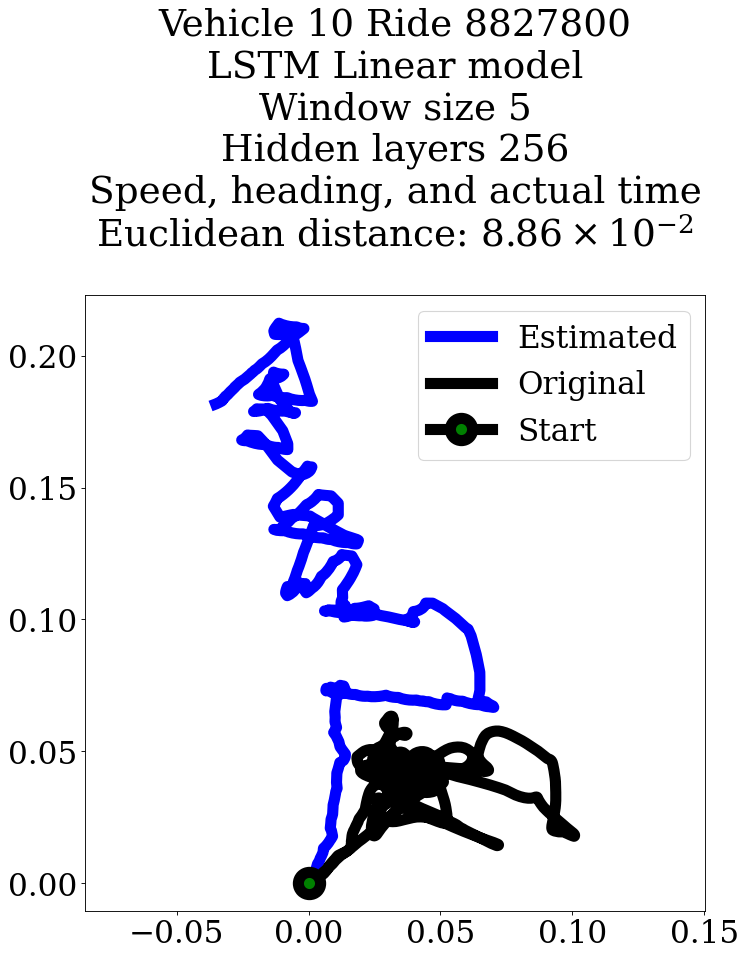 Vehicle 10 Ride 8827800
LSTM Linear model
Window size 5
Hidden layers 256
Speed, heading, and actual time
Euclidean distance: 8.86 × 10⁻²
Estimated
Original
Start
0.20
0.15
0.10
0.05
0.00
−0.05 0.00 0.05 0.10 0.15